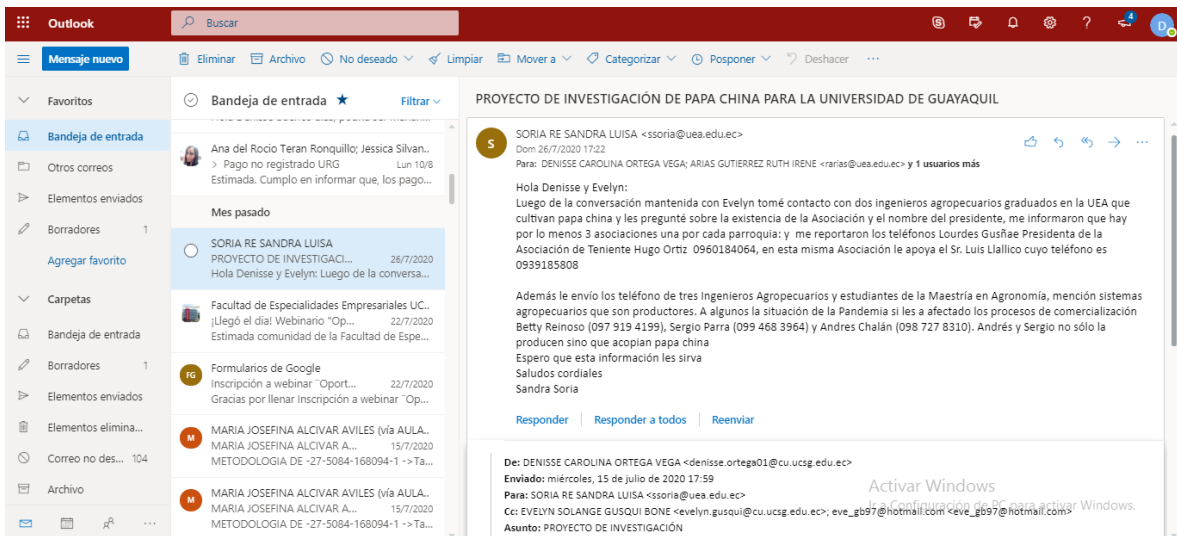 Outlook
Buscar
4
D
Mensaje nuevo
Eliminar
Archivo
No deseado
Limpiar
Mover a
Categorizar
Posponer
Deshacer
Favoritos
Bandeja de entrada
Otros correos
Elementos enviados
Borradores 1
Agregar favorito
Carpetas
Bandeja de entrada
Borradores 1
Elementos enviados
Elementos elimina...
Correo no des... 104
Archivo
Bandeja de entrada
Filtrar
Ana del Rocio Teran Ronquillo; Jessica Silvan..
> Pago no registrado URG Lun 10/8
Estimada. Cumplo en informar que, los pago...
Mes pasado
SORIA RE SANDRA LUISA
PROYECTO DE INVESTIGACI... 26/7/2020
Hola Denisse y Evelyn: Luego de la conversa...
Facultad de Especialidades Empresariales UC..
¡Llegó el día! Webinario "Op... 22/7/2020
Estimada comunidad de la Facultad de Espe...
FG
Formularios de Google
Inscripción a webinar ¨Oport... 22/7/2020
Gracias por llenar Inscripción a webinar ¨Op...
M
MARIA JOSEFINA ALCIVAR AVILES (vía AULA..
MARIA JOSEFINA ALCIVAR A... 15/7/2020
METODOLOGIA DE -27-5084-168094-1 ->Ta...
M
MARIA JOSEFINA ALCIVAR AVILES (vía AULA..
MARIA JOSEFINA ALCIVAR A... 15/7/2020
METODOLOGIA DE -27-5084-168094-1 ->Ta...
PROYECTO DE INVESTIGACIÓN DE PAPA CHINA PARA LA UNIVERSIDAD DE GUAYAQUIL
S
SORIA RE SANDRA LUISA <ssoria@uea.edu.ec>
Dom 26/7/2020 17:22
Para: DENISSE CAROLINA ORTEGA VEGA; ARIAS GUTIERREZ RUTH IRENE <rarias@uea.edu.ec> y 1 usuarios más
Hola Denisse y Evelyn:
Luego de la conversación mantenida con Evelyn tomé contacto con dos ingenieros agropecuarios graduados en la UEA que
cultivan papa china y les pregunté sobre la existencia de la Asociación y el nombre del presidente, me informaron que hay
por lo menos 3 asociaciones una por cada parroquia: y me reportaron los teléfonos Lourdes Gusñae Presidenta de la
Asociación de Teniente Hugo Ortiz 0960184064, en esta misma Asociación le apoya el Sr. Luis Llallico cuyo teléfono es
0939185808
Además le envío los teléfono de tres Ingenieros Agropecuarios y estudiantes de la Maestría en Agronomía, mención sistemas
agropecuarios que son productores. A algunos la situación de la Pandemia si les a afectado los procesos de comercialización
Betty Reinoso (097 919 4199), Sergio Parra (099 468 3964) y Andres Chalán (098 727 8310). Andrés y Sergio no sólo la
producen sino que acopian papa china
Espero que esta información les sirva
Saludos cordiales
Sandra Soria
Responder
Responder a todos
Reenviar
De: DENISSE CAROLINA ORTEGA VEGA <denisse.ortega01@cu.ucsg.edu.ec>
Enviado: miércoles, 15 de julio de 2020 17:59
Para: SORIA RE SANDRA LUISA <ssoria@uea.edu.ec>
Cc: EVELYN SOLANGE GUSQUI BONE <evelyn.gusqui@cu.ucsg.edu.ec>; eve_gb97@hotmail.com <eve_gb97@hotmail.com>
Asunto: PROYECTO DE INVESTIGACIÓN
Activar Windows
Ir a Configuración de PC para activar Windows.